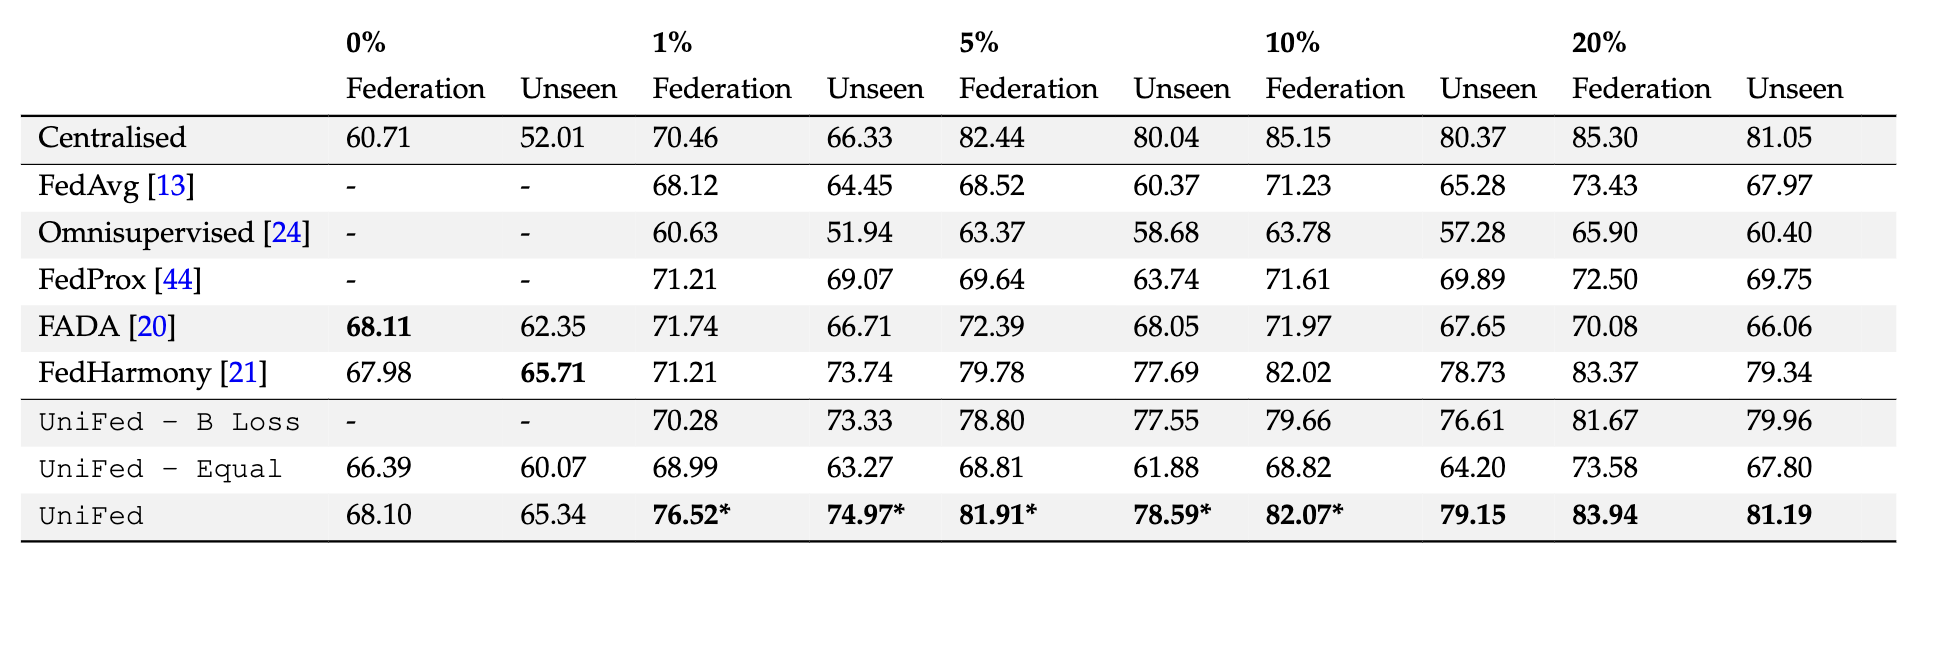 0% 1% 5% 10% 20%
Federation Unseen Federation Unseen Federation Unseen Federation Unseen Federation Unseen
Centralised 60.71 52.01 70.46 66.33 82.44 80.04 85.15 80.37 85.30 81.05
FedAvg [13] - - 68.12 64.45 68.52 60.37 71.23 65.28 73.43 67.97
Omnisupervised [24] - - 60.63 51.94 63.37 58.68 63.78 57.28 65.90 60.40
FedProx [44] - - 71.21 69.07 69.64 63.74 71.61 69.89 72.50 69.75
FADA [20] 68.11 62.35 71.74 66.71 72.39 68.05 71.97 67.65 70.08 66.06
FedHarmony [21] 67.98 65.71 71.21 73.74 79.78 77.69 82.02 78.73 83.37 79.34
UniFed - B Loss - - 70.28 73.33 78.80 77.55 79.66 76.61 81.67 79.96
UniFed - Equal 66.39 60.07 68.99 63.27 68.81 61.88 68.82 64.20 73.58 67.80
UniFed 68.10 65.34 76.52* 74.97* 81.91* 78.59* 82.07* 79.15 83.94 81.19